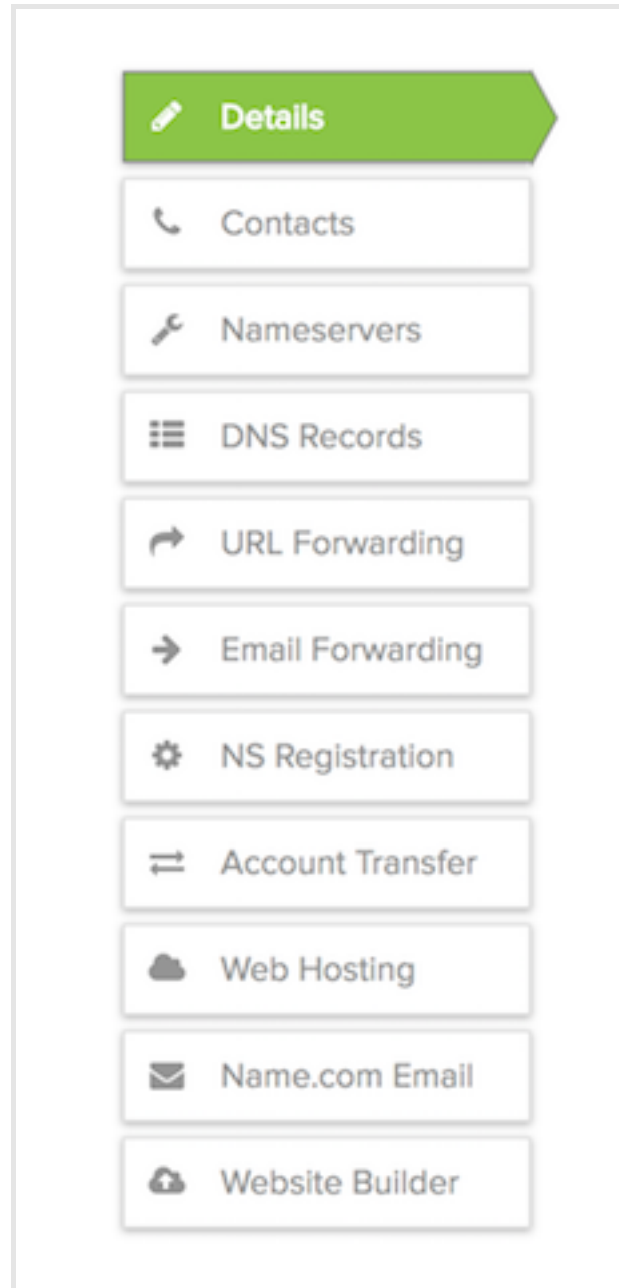 Details
Contacts
Nameservers
DNS Records
URL Forwarding
Email Forwarding
NS Registration
Account Transfer
Web Hosting
Name.com Email
Website Builder